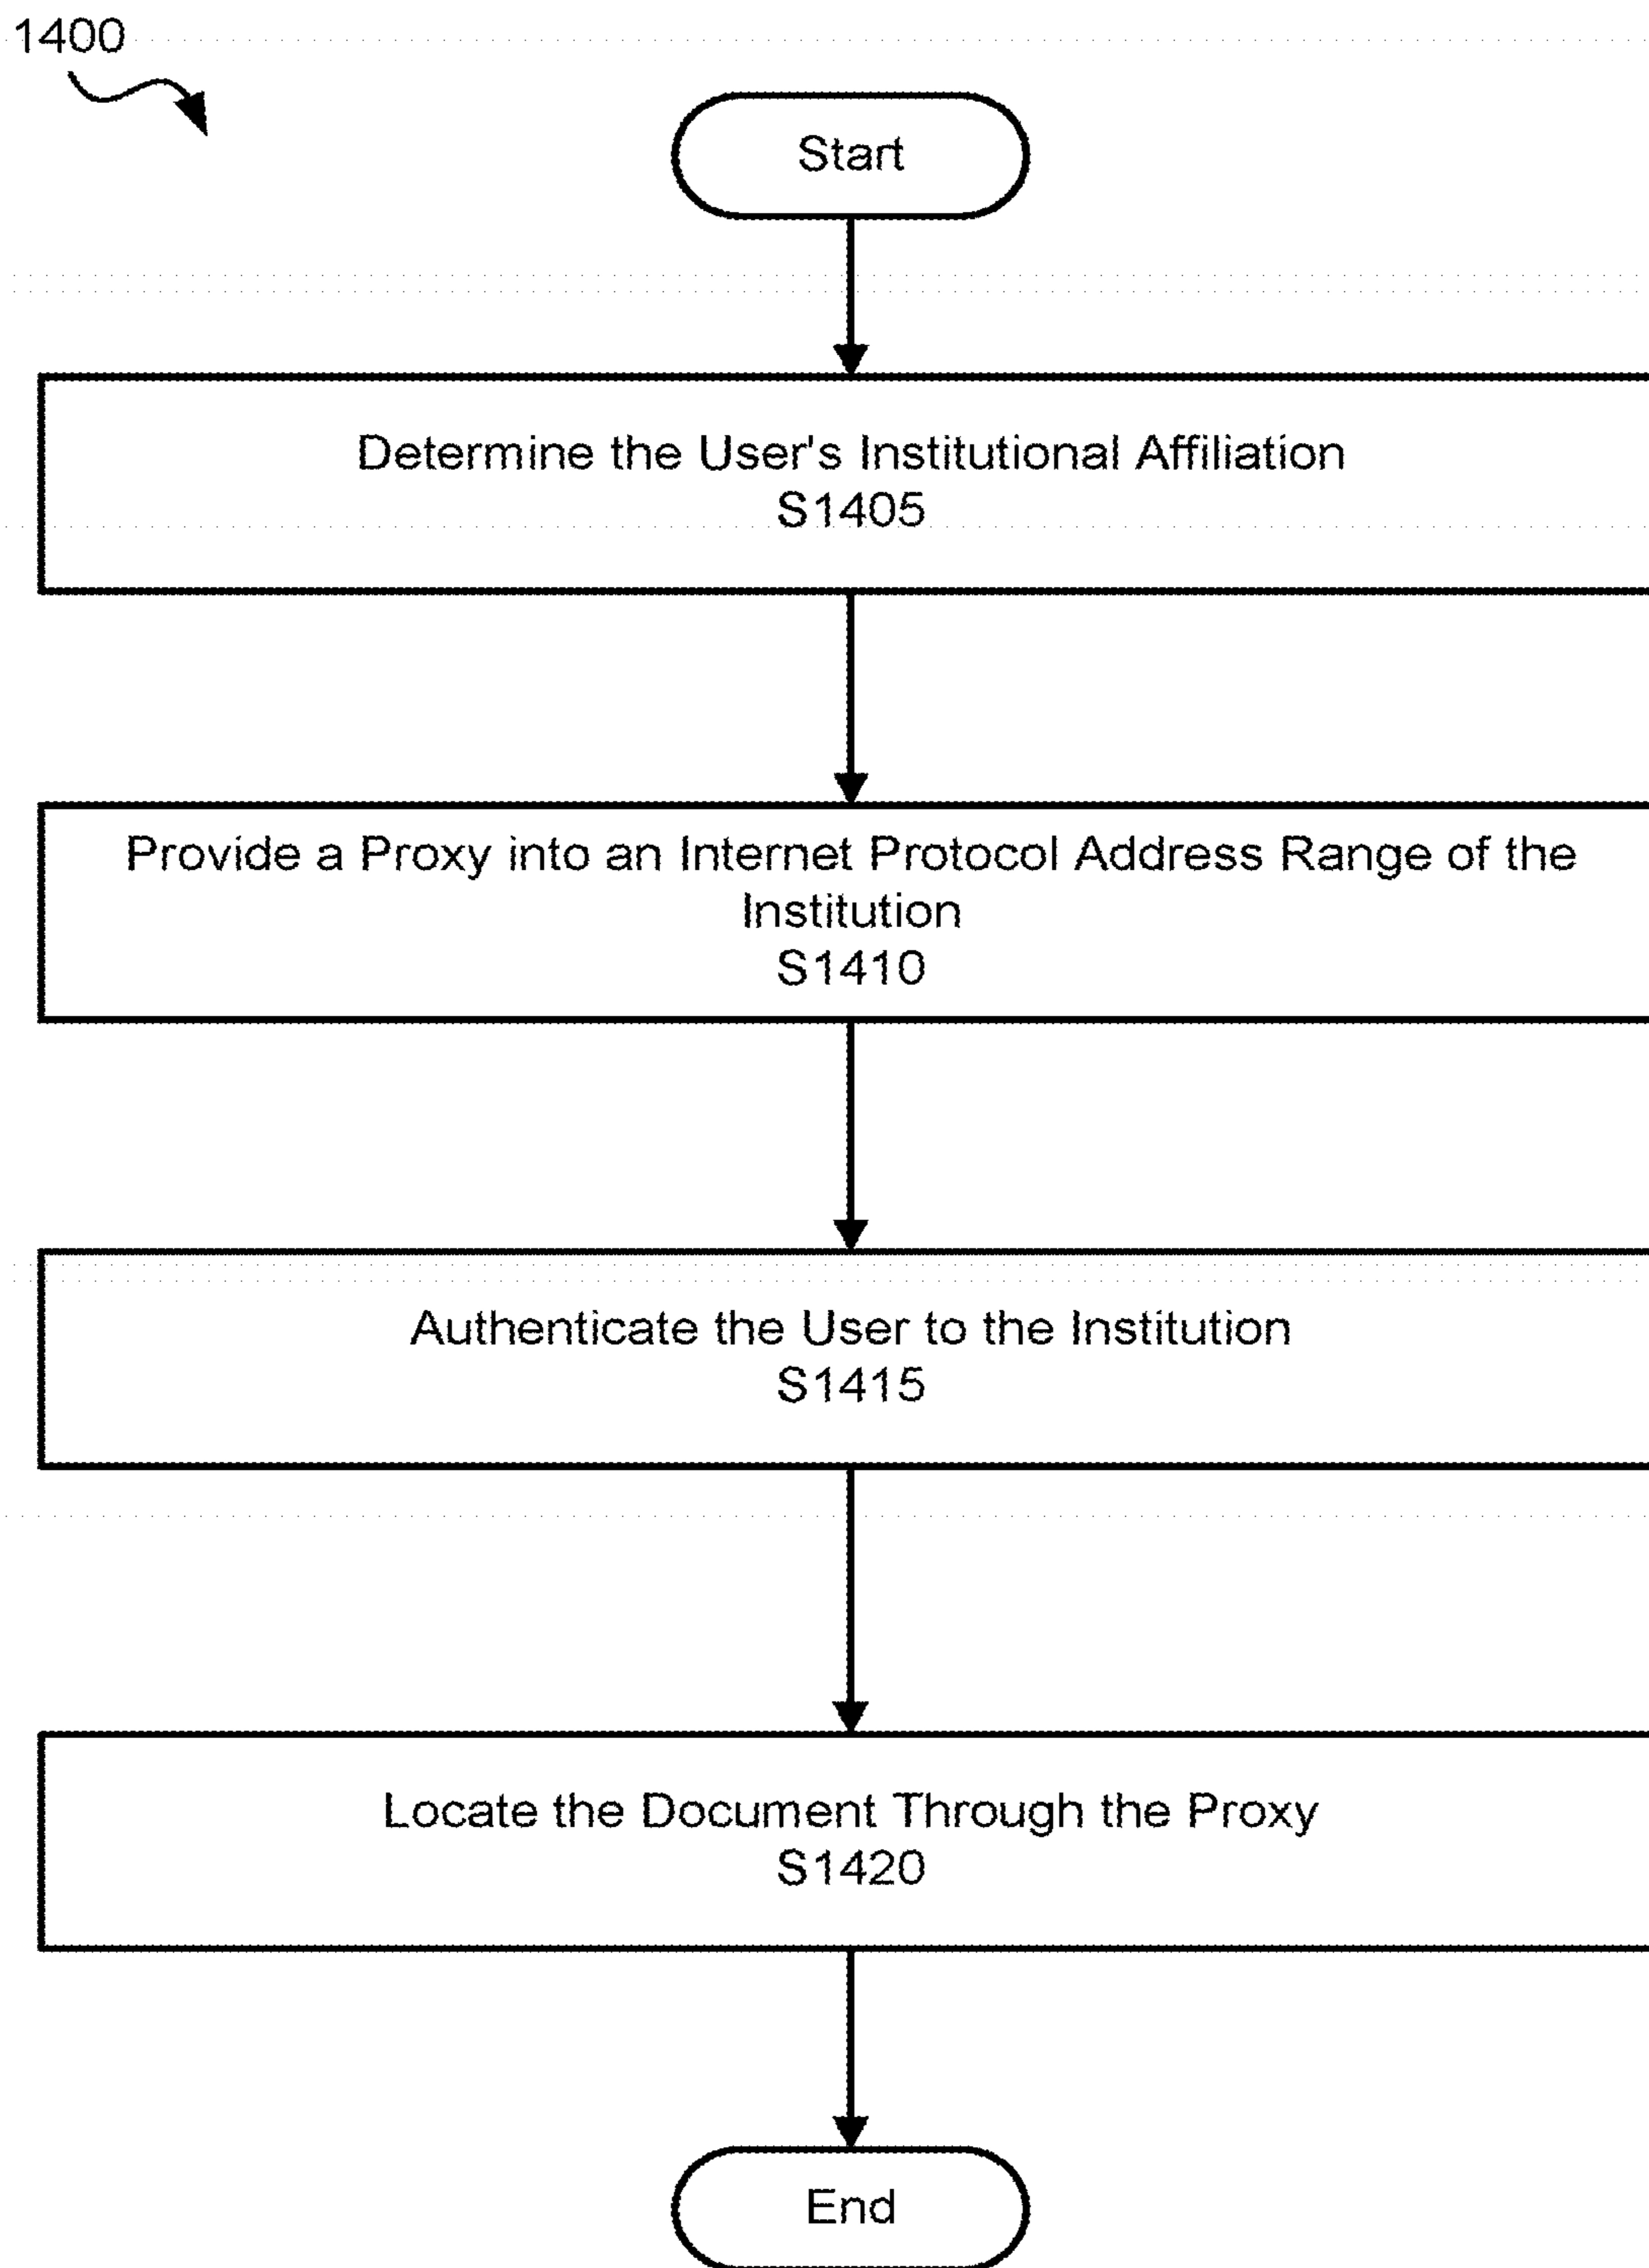 1400
Start
Determine the User's Institutional Affiliation
S1405
Provide a Proxy into an Internet Protocol Address Range of the
Institution
S1410
Authenticate the User to the Institution
S1415
Locate the Document Through the Proxy
S1420
End